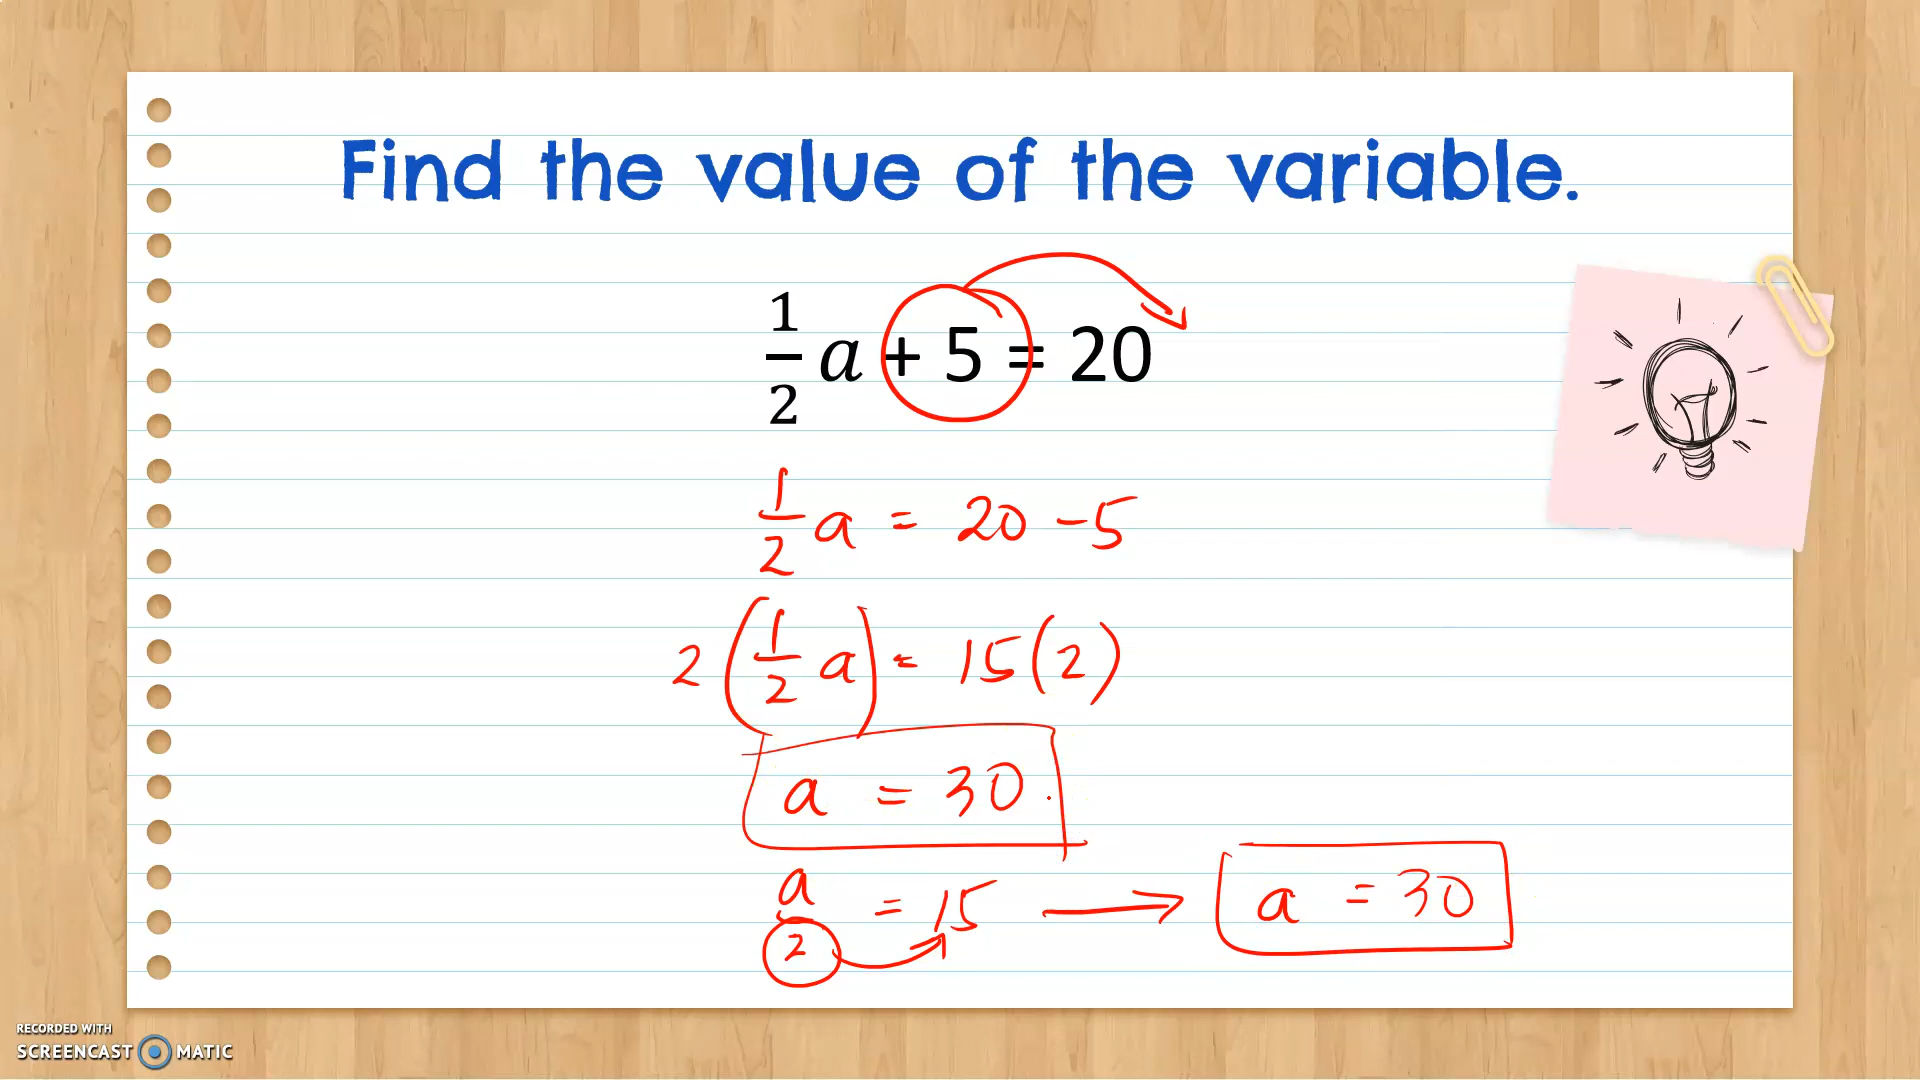 Find the value of the variable.
1/2 a + 5 = 20
1/2 a = 20 - 5
2 (1/2 a) = 15 (2)
a = 30
a/2 = 15 → a = 30
RECORDED WITH
SCREENCAST MATIC